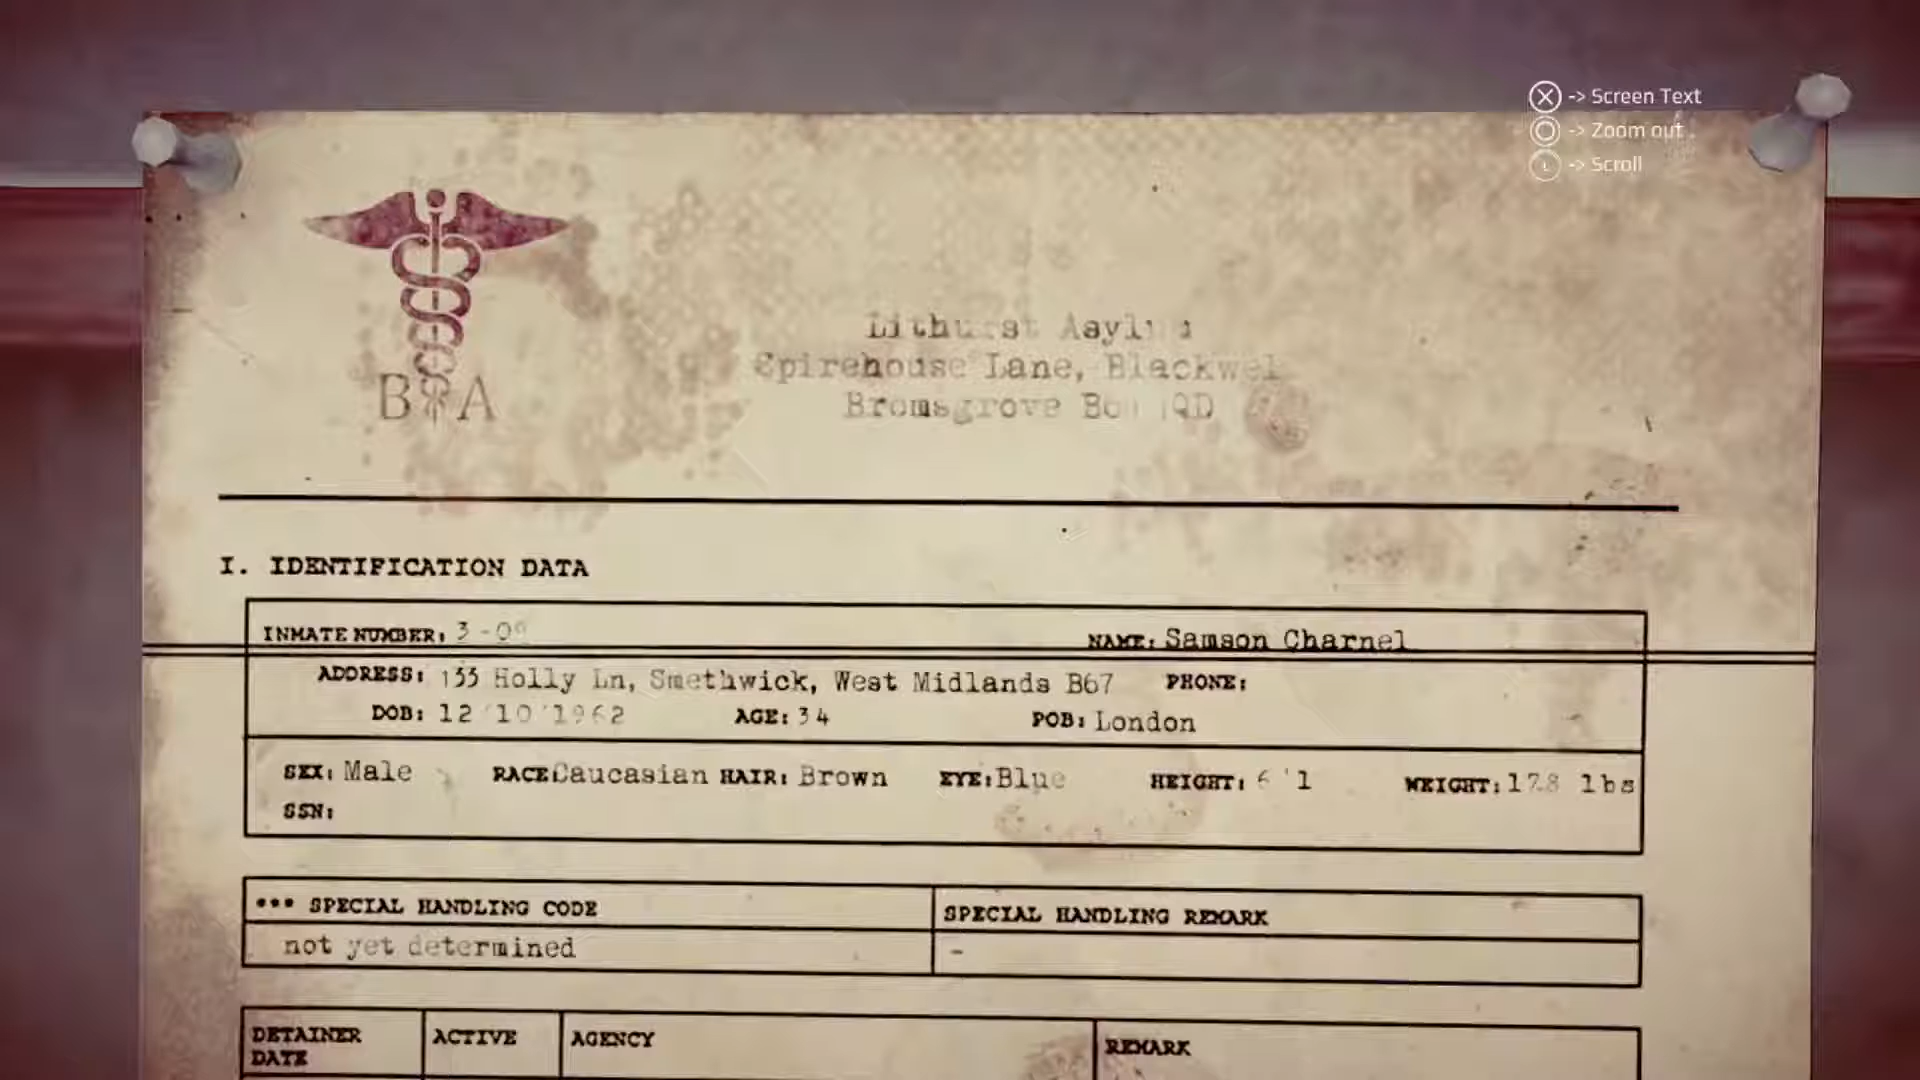 -> Screen Text
-> Zoom out
L -> Scroll
B A
Lithurst
Spirehouse Lane,
Bromsgrove
I. IDENTIFICATION DATA
INMATE NUMBER: NAME: Samson Charnel
ADDRESS: 133 Holly Ln, Smethwick, West Midlands B67 PHONE:
DOB: 12 10 1962 AGE: 34 POB: London
SEX: Male RACE Caucasian HAIR: Brown EYE: Blue HEIGHT: 6'1 WEIGHT: 178 lbs
SSN:
*** SPECIAL HANDLING CODE SPECIAL HANDLING REMARK
not yet determined -
DETAINER DATE ACTIVE AGENCY REMARK